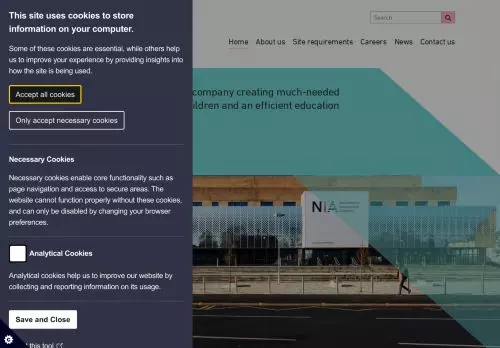 This site uses cookies to store
information on your computer.
Some of these cookies are essential, while others help
us to improve your experience by providing insights into
how the site is being used.
Accept all cookies
Only accept necessary cookies
Necessary Cookies
Necessary cookies enable core functionality such as
page navigation and access to secure areas. The
website cannot function properly without these cookies,
and can only be disabled by changing your browser
preferences.
Analytical Cookies
Analytical cookies help us to improve our website by
collecting and reporting information on its usage.
Save and Close
this tool
Search
Home About us Site requirements Careers News Contact us
company creating much-needed
ildren and an efficient education
NIA